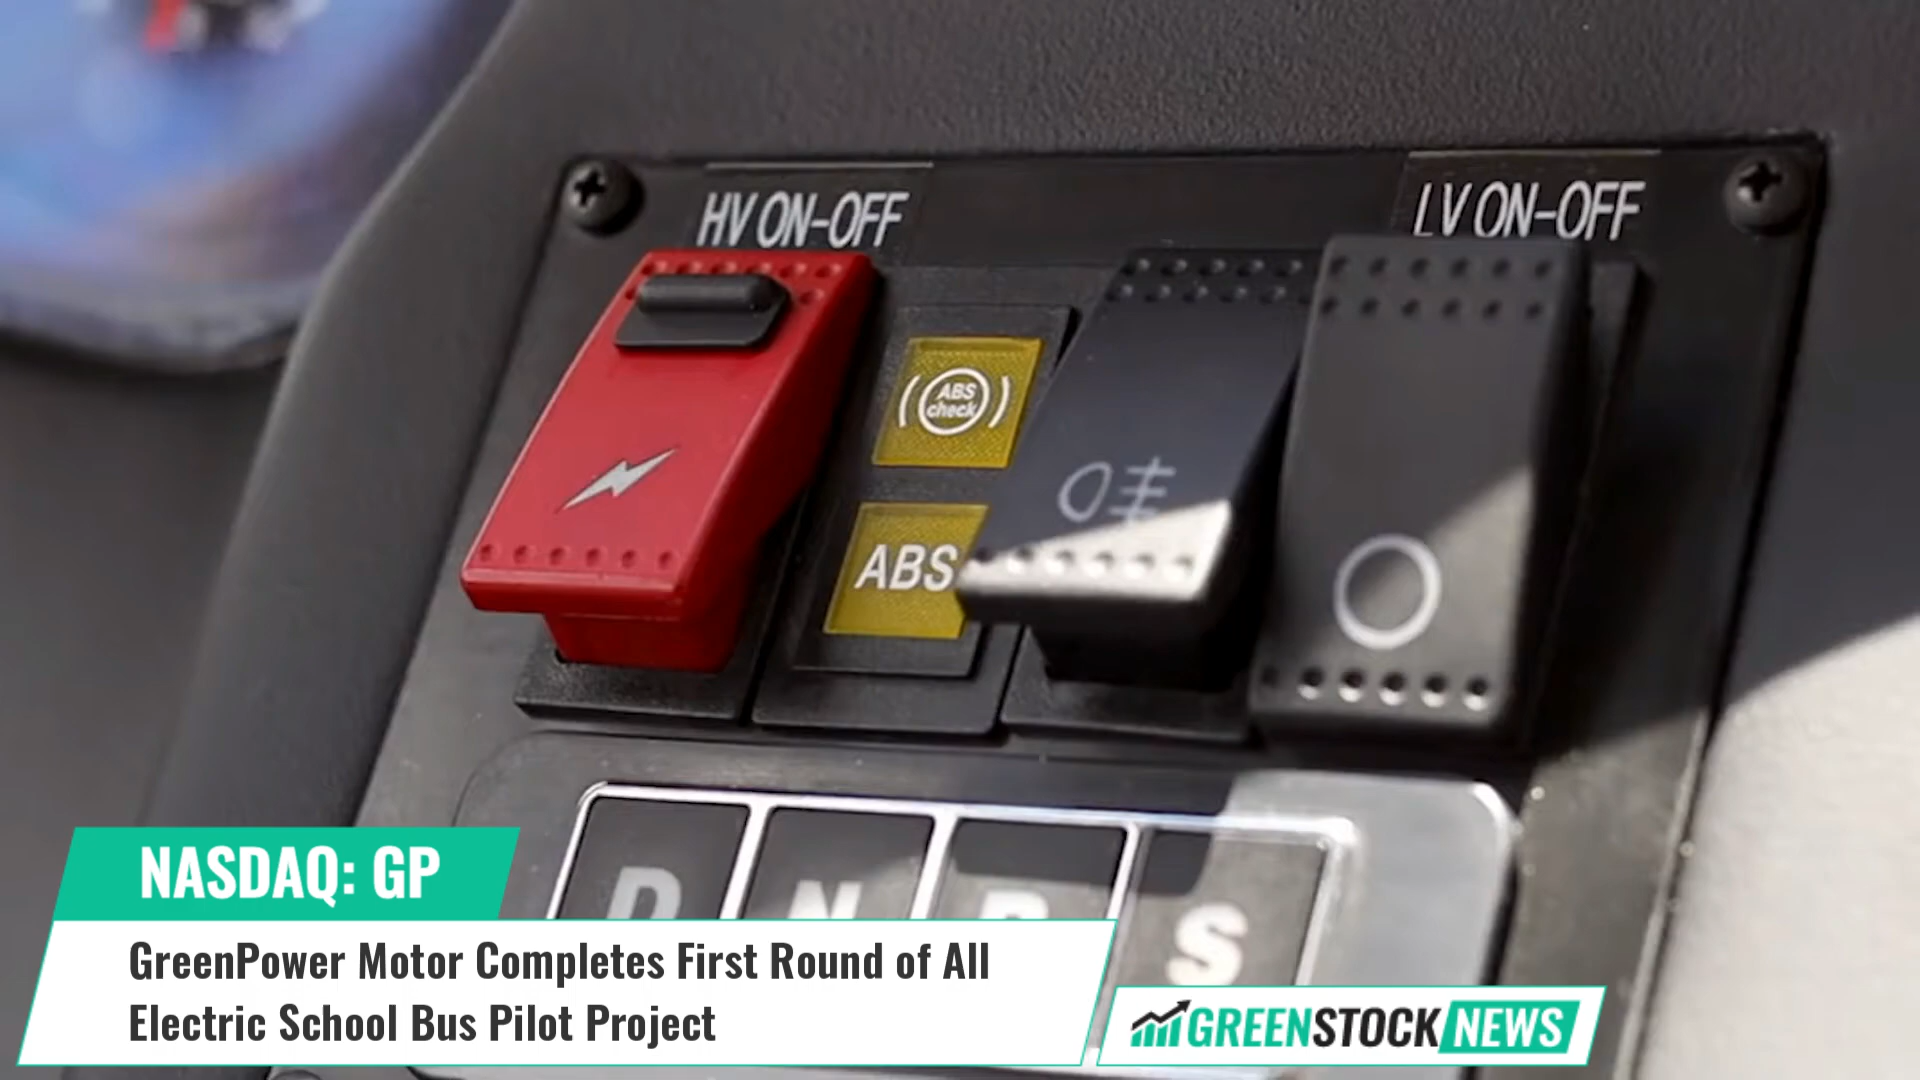 HV ON-OFF
LV ON-OFF
ABS
check
ABS
D N R S
NASDAQ: GP
GreenPower Motor Completes First Round of All
Electric School Bus Pilot Project
GREENSTOCK NEWS